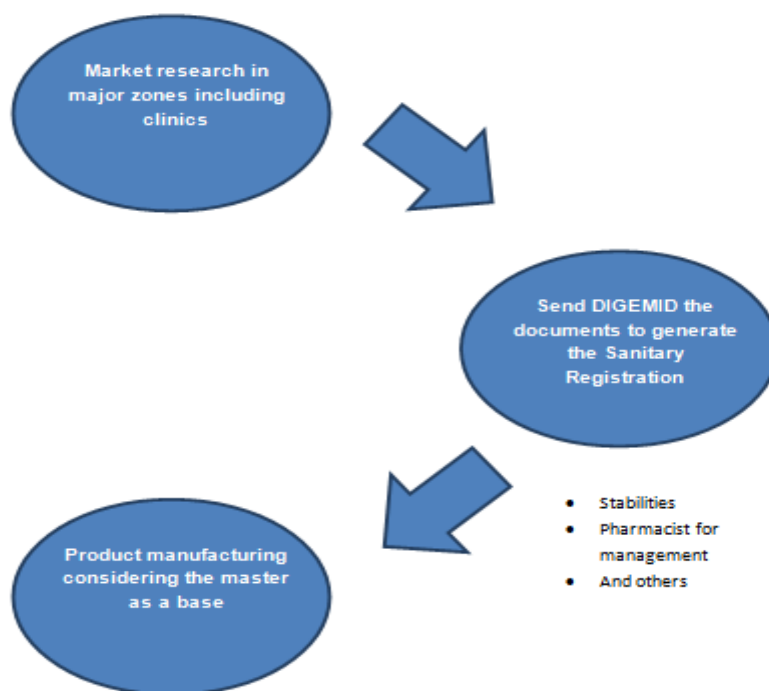 Market research in
major zones including
clinics
Send DIGEMID the
documents to generate
the Sanitary
Registration
• Stabilities
• Pharmacist for
management
• And others
Product manufacturing
considering the master
as a base